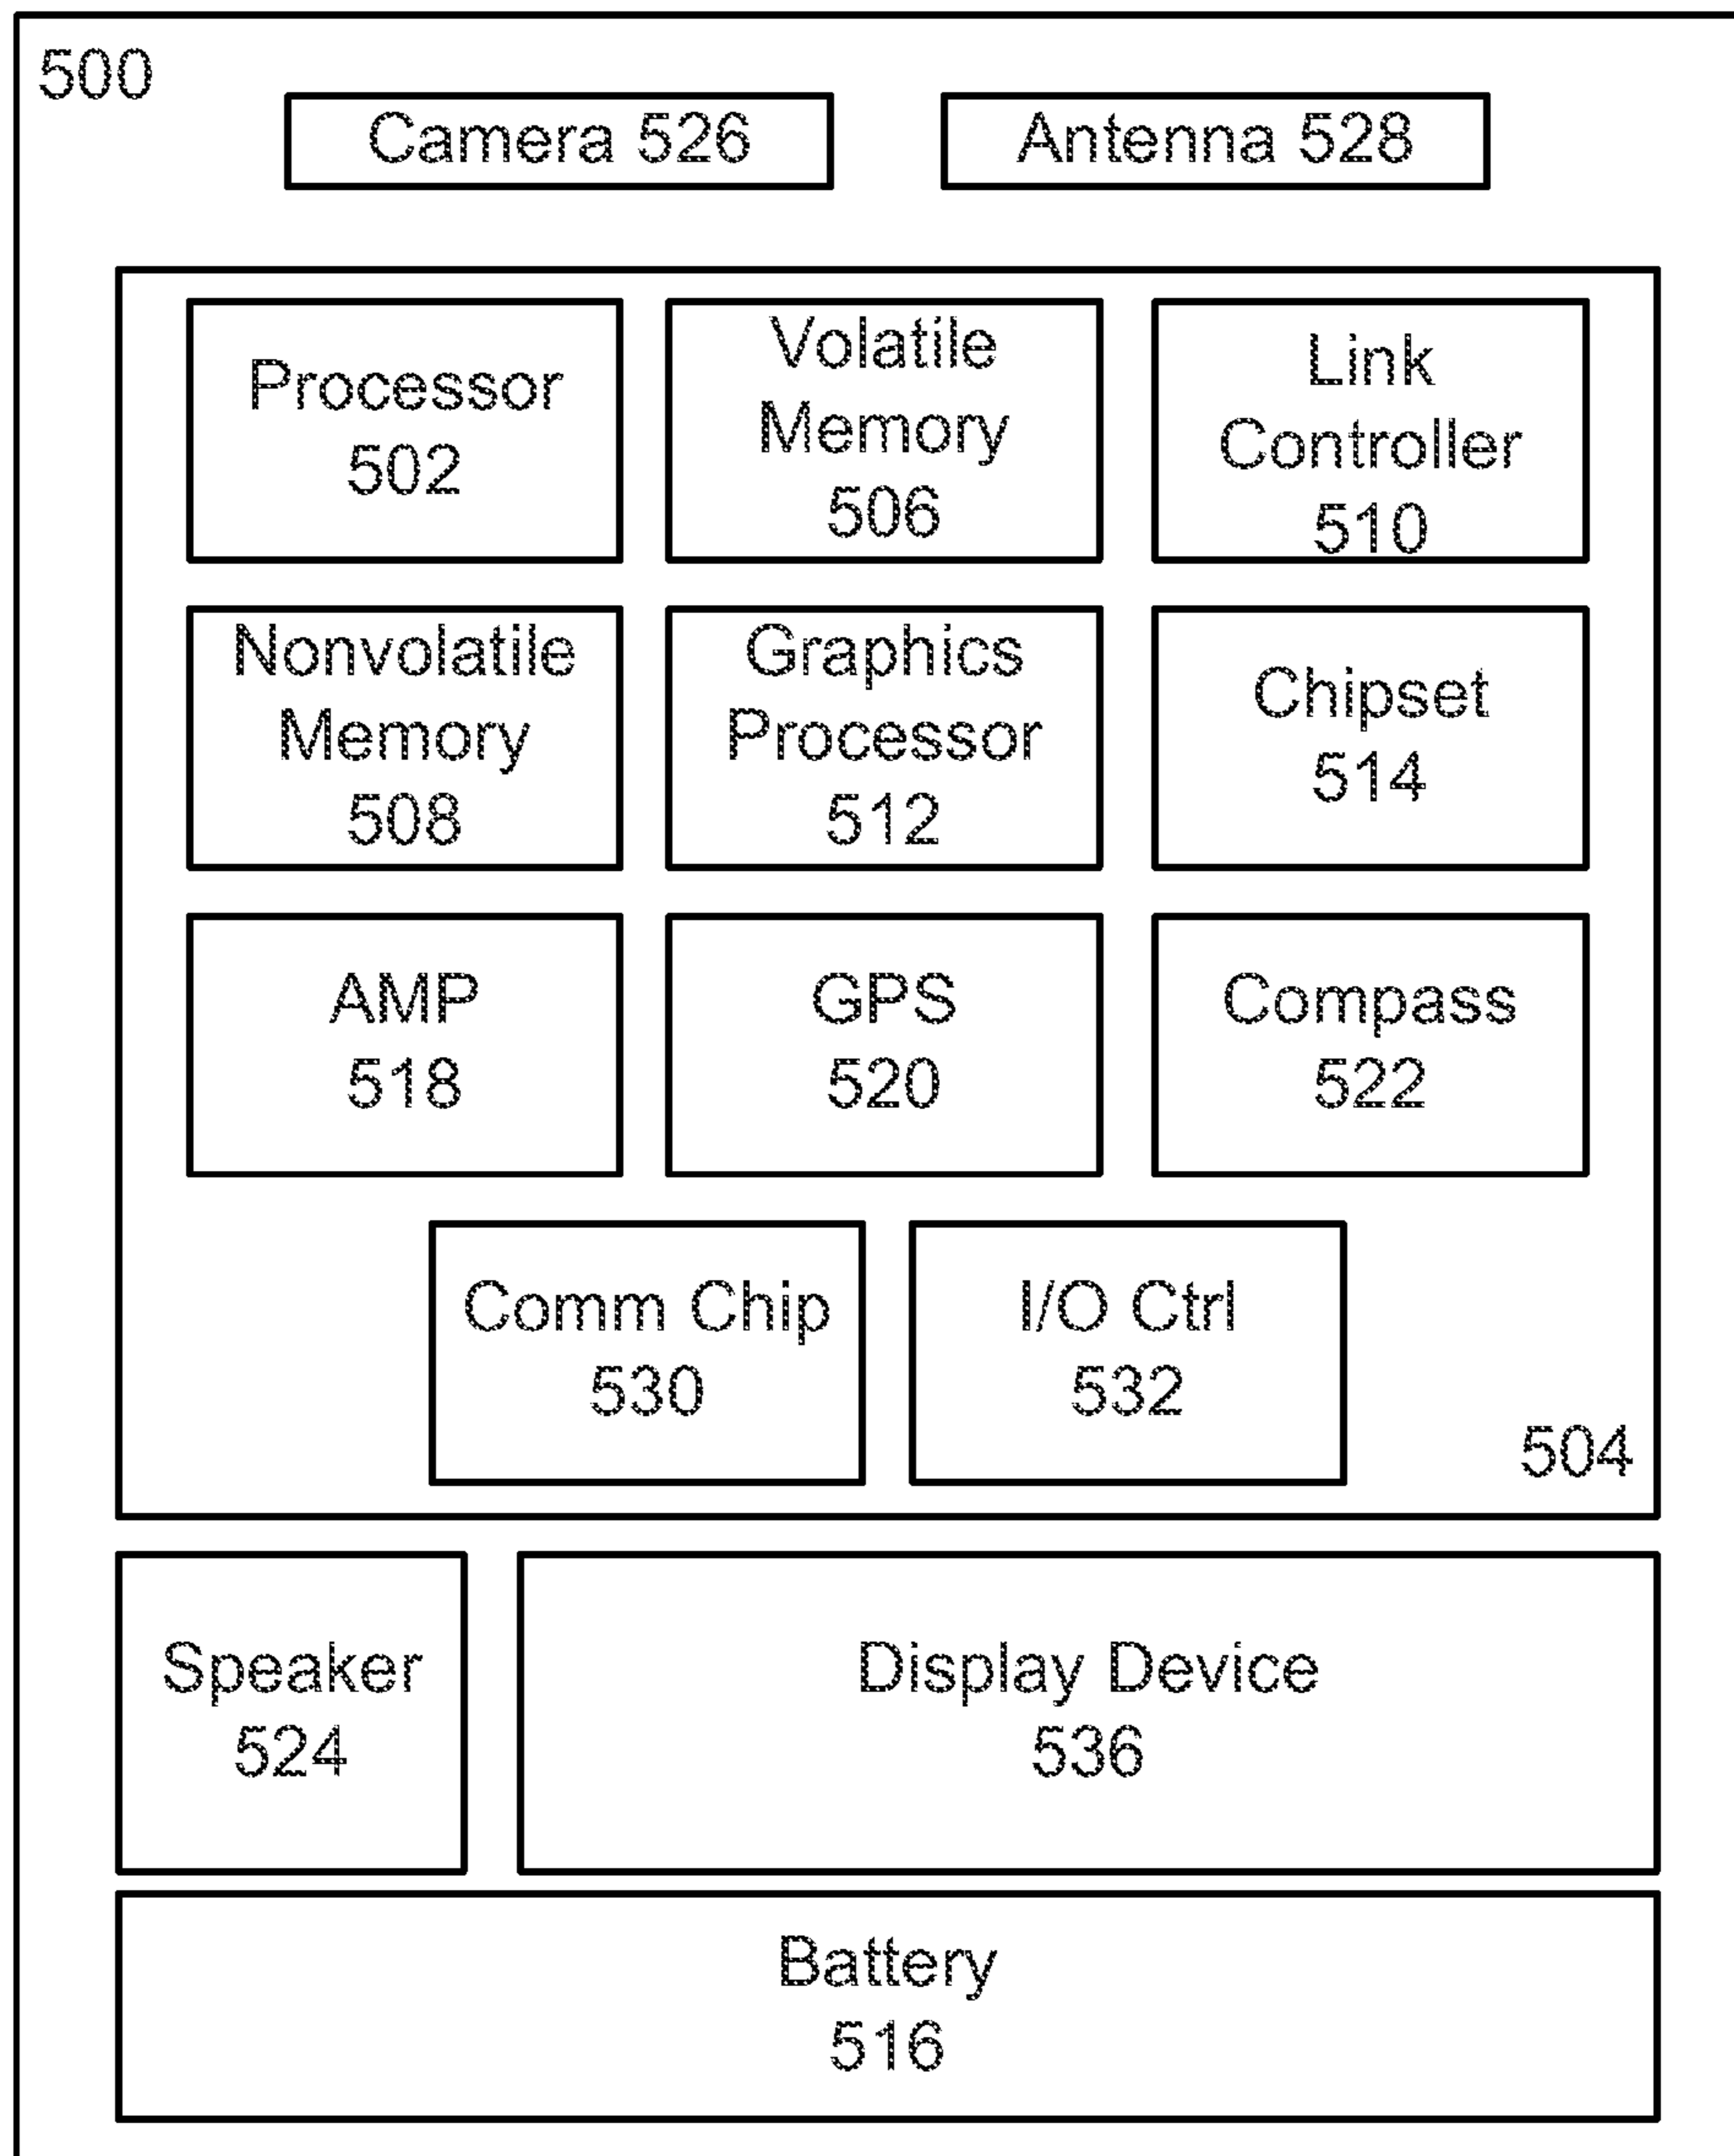 500
Camera 526
Antenna 528
Processor
502
Volatile
Memory
506
Link
Controller
510
Nonvolatile
Memory
508
Graphics
Processor
512
Chipset
514
AMP
518
GPS
520
Compass
522
Comm Chip
530
I/O Ctrl
532
504
Speaker
524
Display Device
536
Battery
516